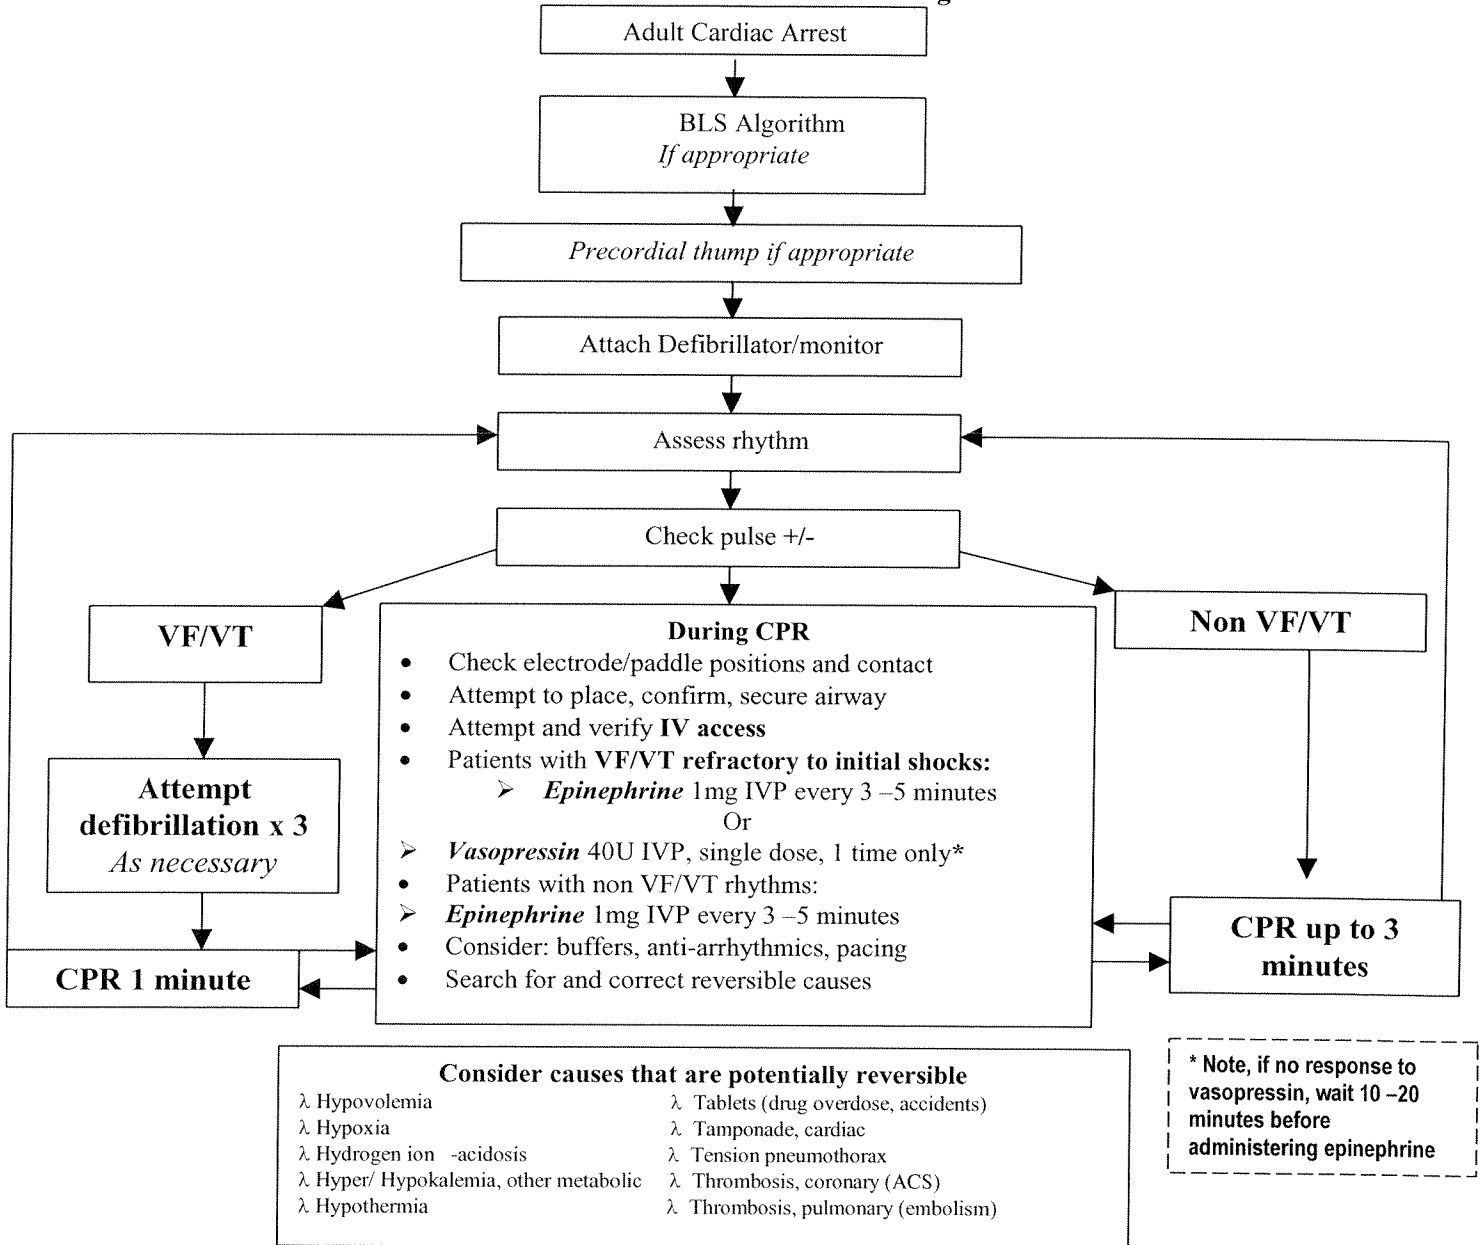 Adult Cardiac Arrest
BLS Algorithm
If appropriate
Precordial thump if appropriate
Attach Defibrillator/monitor
Assess rhythm
Check pulse +/-
VF/VT
Non VF/VT
During CPR
• Check electrode/paddle positions and contact
• Attempt to place, confirm, secure airway
• Attempt and verify IV access
• Patients with VF/VT refractory to initial shocks:
➢ Epinephrine 1mg IVP every 3 –5 minutes
Or
➢ Vasopressin 40U IVP, single dose, 1 time only*
• Patients with non VF/VT rhythms:
➢ Epinephrine 1mg IVP every 3 –5 minutes
• Consider: buffers, anti-arrhythmics, pacing
• Search for and correct reversible causes
Attempt
defibrillation x 3
As necessary
CPR 1 minute
CPR up to 3
minutes
Consider causes that are potentially reversible
λ Hypovolemia
λ Hypoxia
λ Hydrogen ion -acidosis
λ Hyper/ Hypokalemia, other metabolic
λ Hypothermia
λ Tablets (drug overdose, accidents)
λ Tamponade, cardiac
λ Tension pneumothorax
λ Thrombosis, coronary (ACS)
λ Thrombosis, pulmonary (embolism)
* Note, if no response to
vasopressin, wait 10 –20
minutes before
administering epinephrine